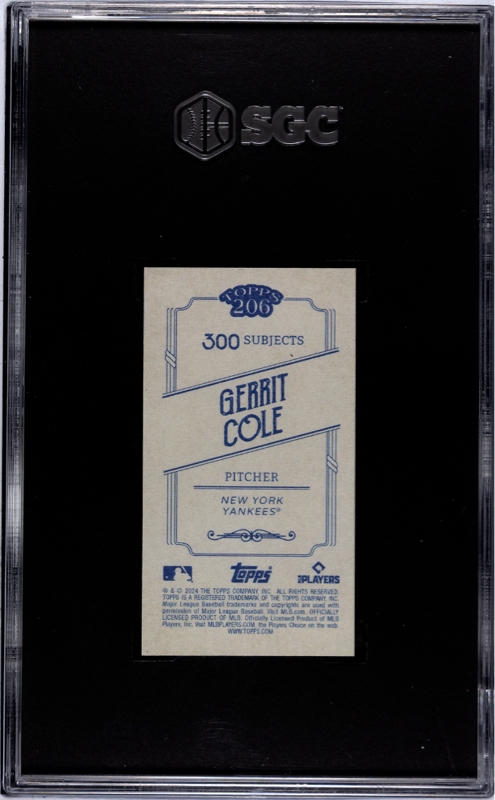 SGC
TOPPS
206
300 SUBJECTS
GERRIT
COLE
PITCHER
NEW YORK
YANKEES®
topps
PLAYERS
® & © 2024 THE TOPPS COMPANY, INC. ALL RIGHTS RESERVED.
TOPPS IS A REGISTERED TRADEMARK OF THE TOPPS COMPANY, INC.
Major League Baseball trademarks and copyrights are used with
permission of Major League Baseball. Visit MLB.com. OFFICIALLY
LICENSED PRODUCT OF MLB. Officially Licensed Product of MLB
Players, Inc. Visit MLBPLAYERS.COM, the Players Choice on the web.
WWW.TOPPS.COM